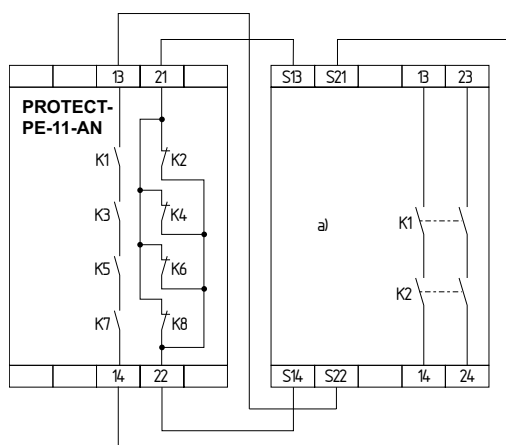 13 21 S13 S21 13 23
PROTECT-
PE-11-AN
K1 K2
K3 K4 a) K1
K5 K6
K2
K7 K8
14 22 S14 S22 14 24